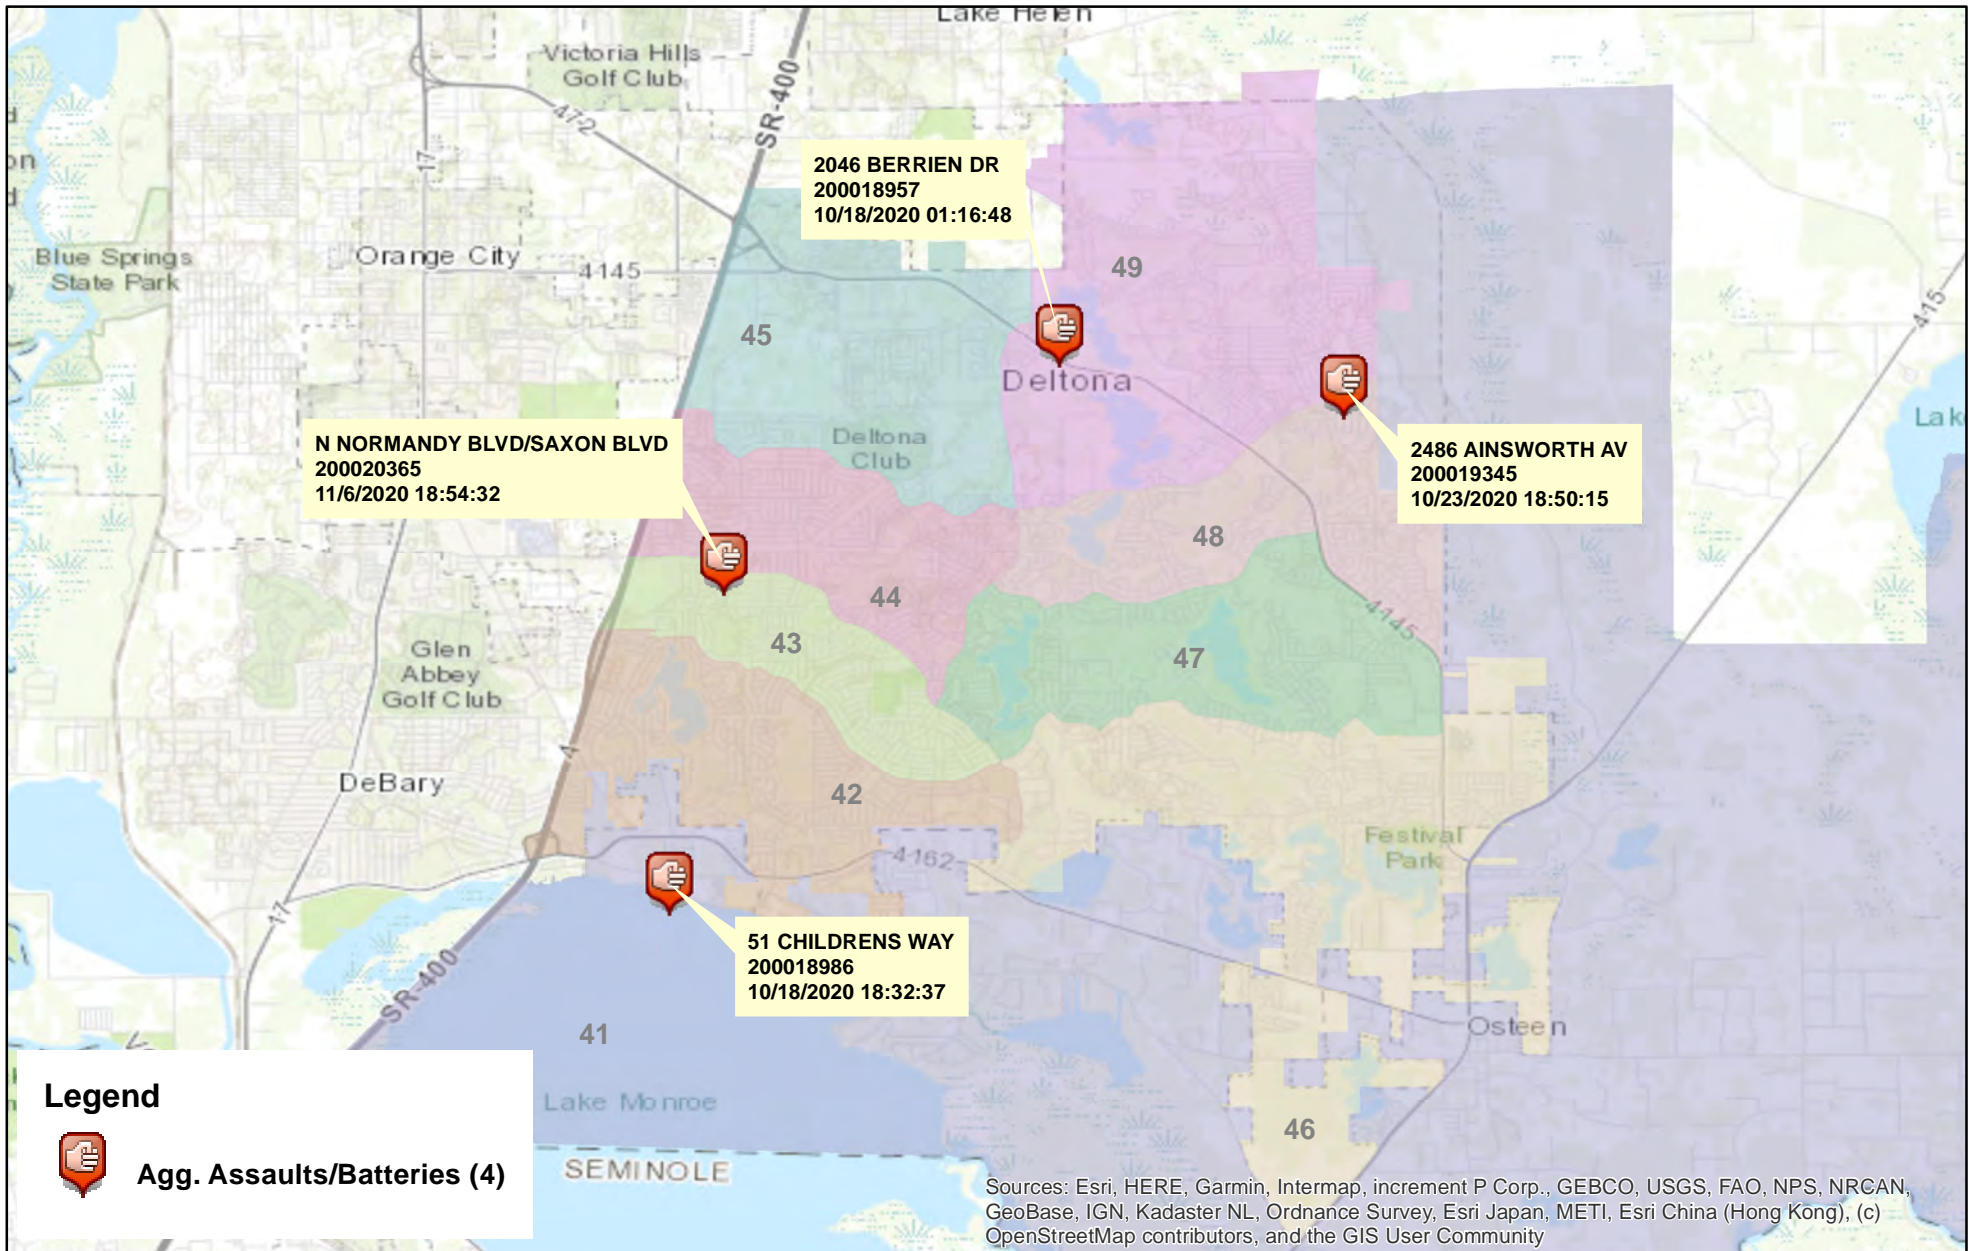 Lake Helen
Victoria Hills
Golf Club
SR-400
472
17
2046 BERRIEN DR
200018957
10/18/2020 01:16:48
Blue Springs
State Park
Orange City
4145
49
45
415
Deltona
Deltona
Club
N NORMANDY BLVD/SAXON BLVD
200020365
11/6/2020 18:54:32
2486 AINSWORTH AV
200019345
10/23/2020 18:50:15
48
44
43
4145
47
Glen
Abbey
Golf Club
4
DeBary
42
Festival
Park
4162
17
51 CHILDRENS WAY
200018986
10/18/2020 18:32:37
SR-400
41
Osteen
Lake Monroe
46
SEMINOLE
Legend
Agg. Assaults/Batteries (4)
Sources: Esri, HERE, Garmin, Intermap, increment P Corp., GEBCO, USGS, FAO, NPS, NRCAN,
GeoBase, IGN, Kadaster NL, Ordnance Survey, Esri Japan, METI, Esri China (Hong Kong), (c)
OpenStreetMap contributors, and the GIS User Community